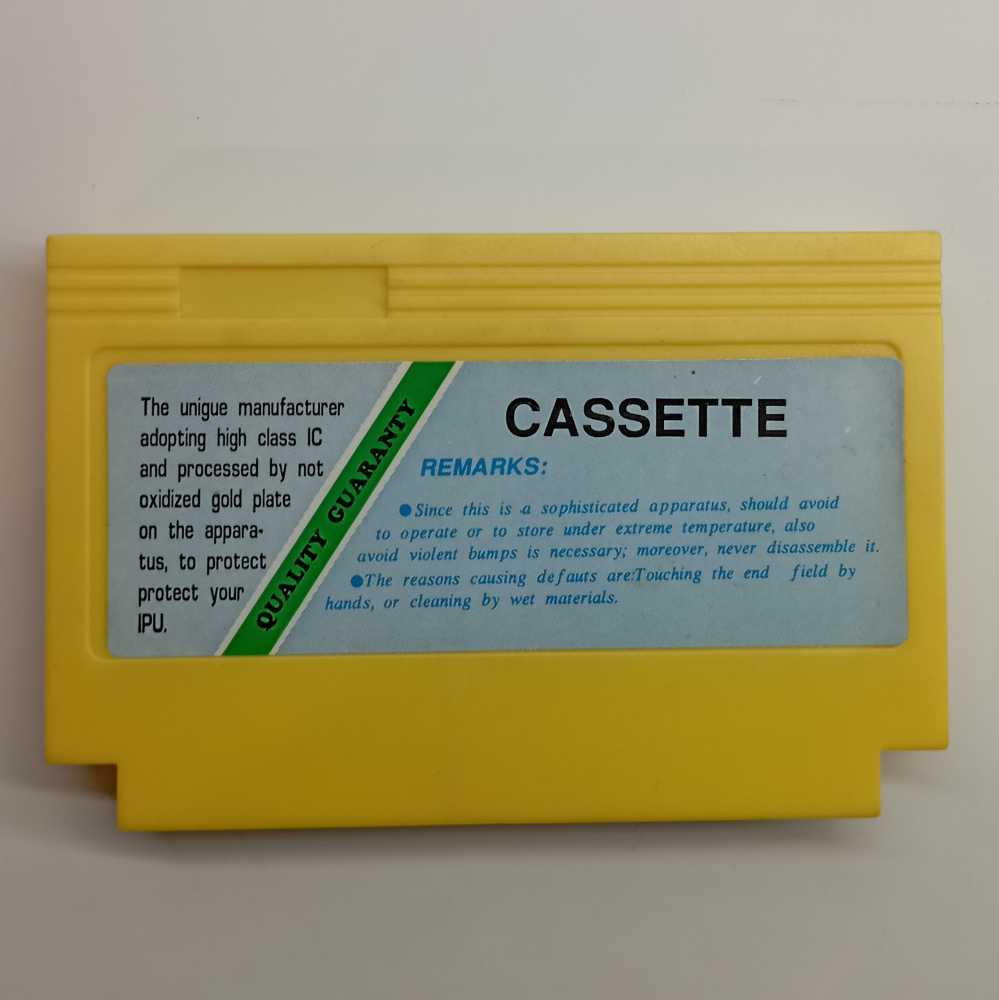 The unigue manufacturer
adopting high class IC
and processed by not
oxidized gold plate
on the appara-
tus, to protect
protect your
IPU.
QUALITY GUARANTY
CASSETTE
REMARKS:
●Since this is a sophisticated apparatus, should avoid
to operate or to store under extreme temperature, also
avoid violent bumps is necessary; moreover, never disassemble it.
●The reasons causing defauts are:Touching the end field by
hands, or cleaning by wet materials.